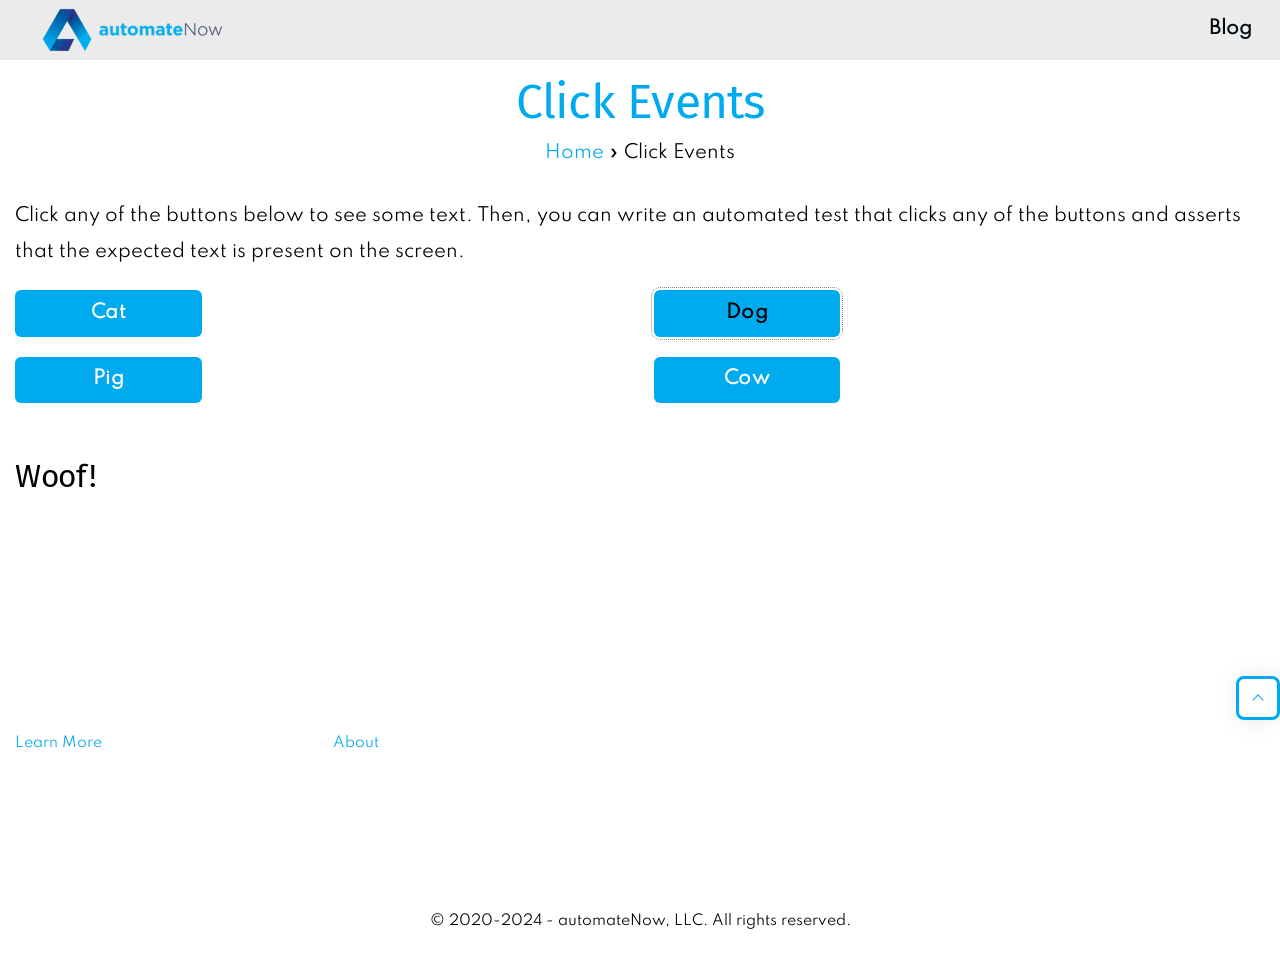 automateNow
Blog
Click Events
Home › Click Events
Click any of the buttons below to see some text. Then, you can write an automated test that clicks any of the buttons and asserts
that the expected text is present on the screen.
Cat
Dog
Pig
Cow
Woof!
Learn More
About
© 2020-2024 - automateNow, LLC. All rights reserved.